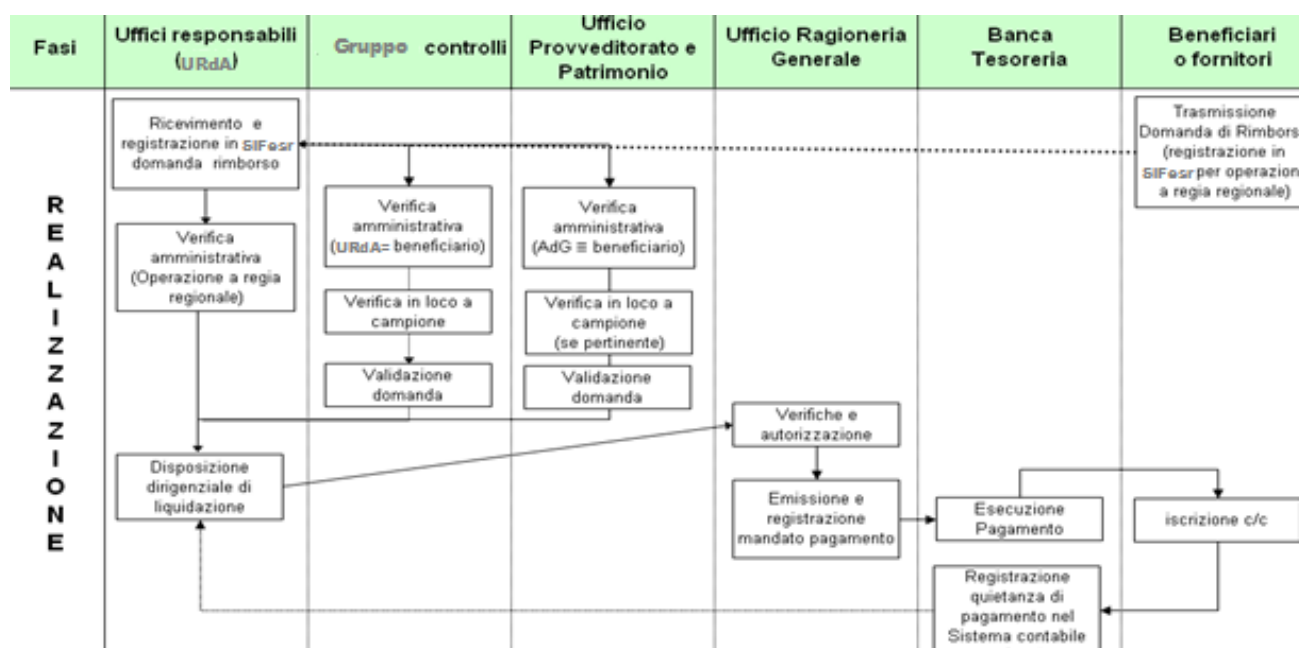 Fasi
Uffici responsabili
(URdA)
Gruppo controlli
Ufficio
Provveditorato e
Patrimonio
Ufficio Ragioneria
Generale
Banca
Tesoreria
Beneficiari
o fornitori
REALIZZAZIONE
Ricevimento e
registrazione in SIFesr
domanda rimborso
Trasmissione
Domanda di Rimbors
(registrazione in
SIFesr per operazion
a regia regionale)
Verifica
amministrativa
(Operazione a regia
regionale)
Verifica
amministrativa
(URdA= beneficiario)
Verifica
amministrativa
(AdG ≡ beneficiario)
Verifica in loco a
campione
Verifica in loco a
campione
(se pertinente)
Validazione
domanda
Validazione
domanda
Verifiche e
autorizzazione
Disposizione
dirigenziale di
liquidazione
Emissione e
registrazione
mandato pagamento
Esecuzione
Pagamento
iscrizione c/c
Registrazione
quietanza di
pagamento nel
Sistema contabile